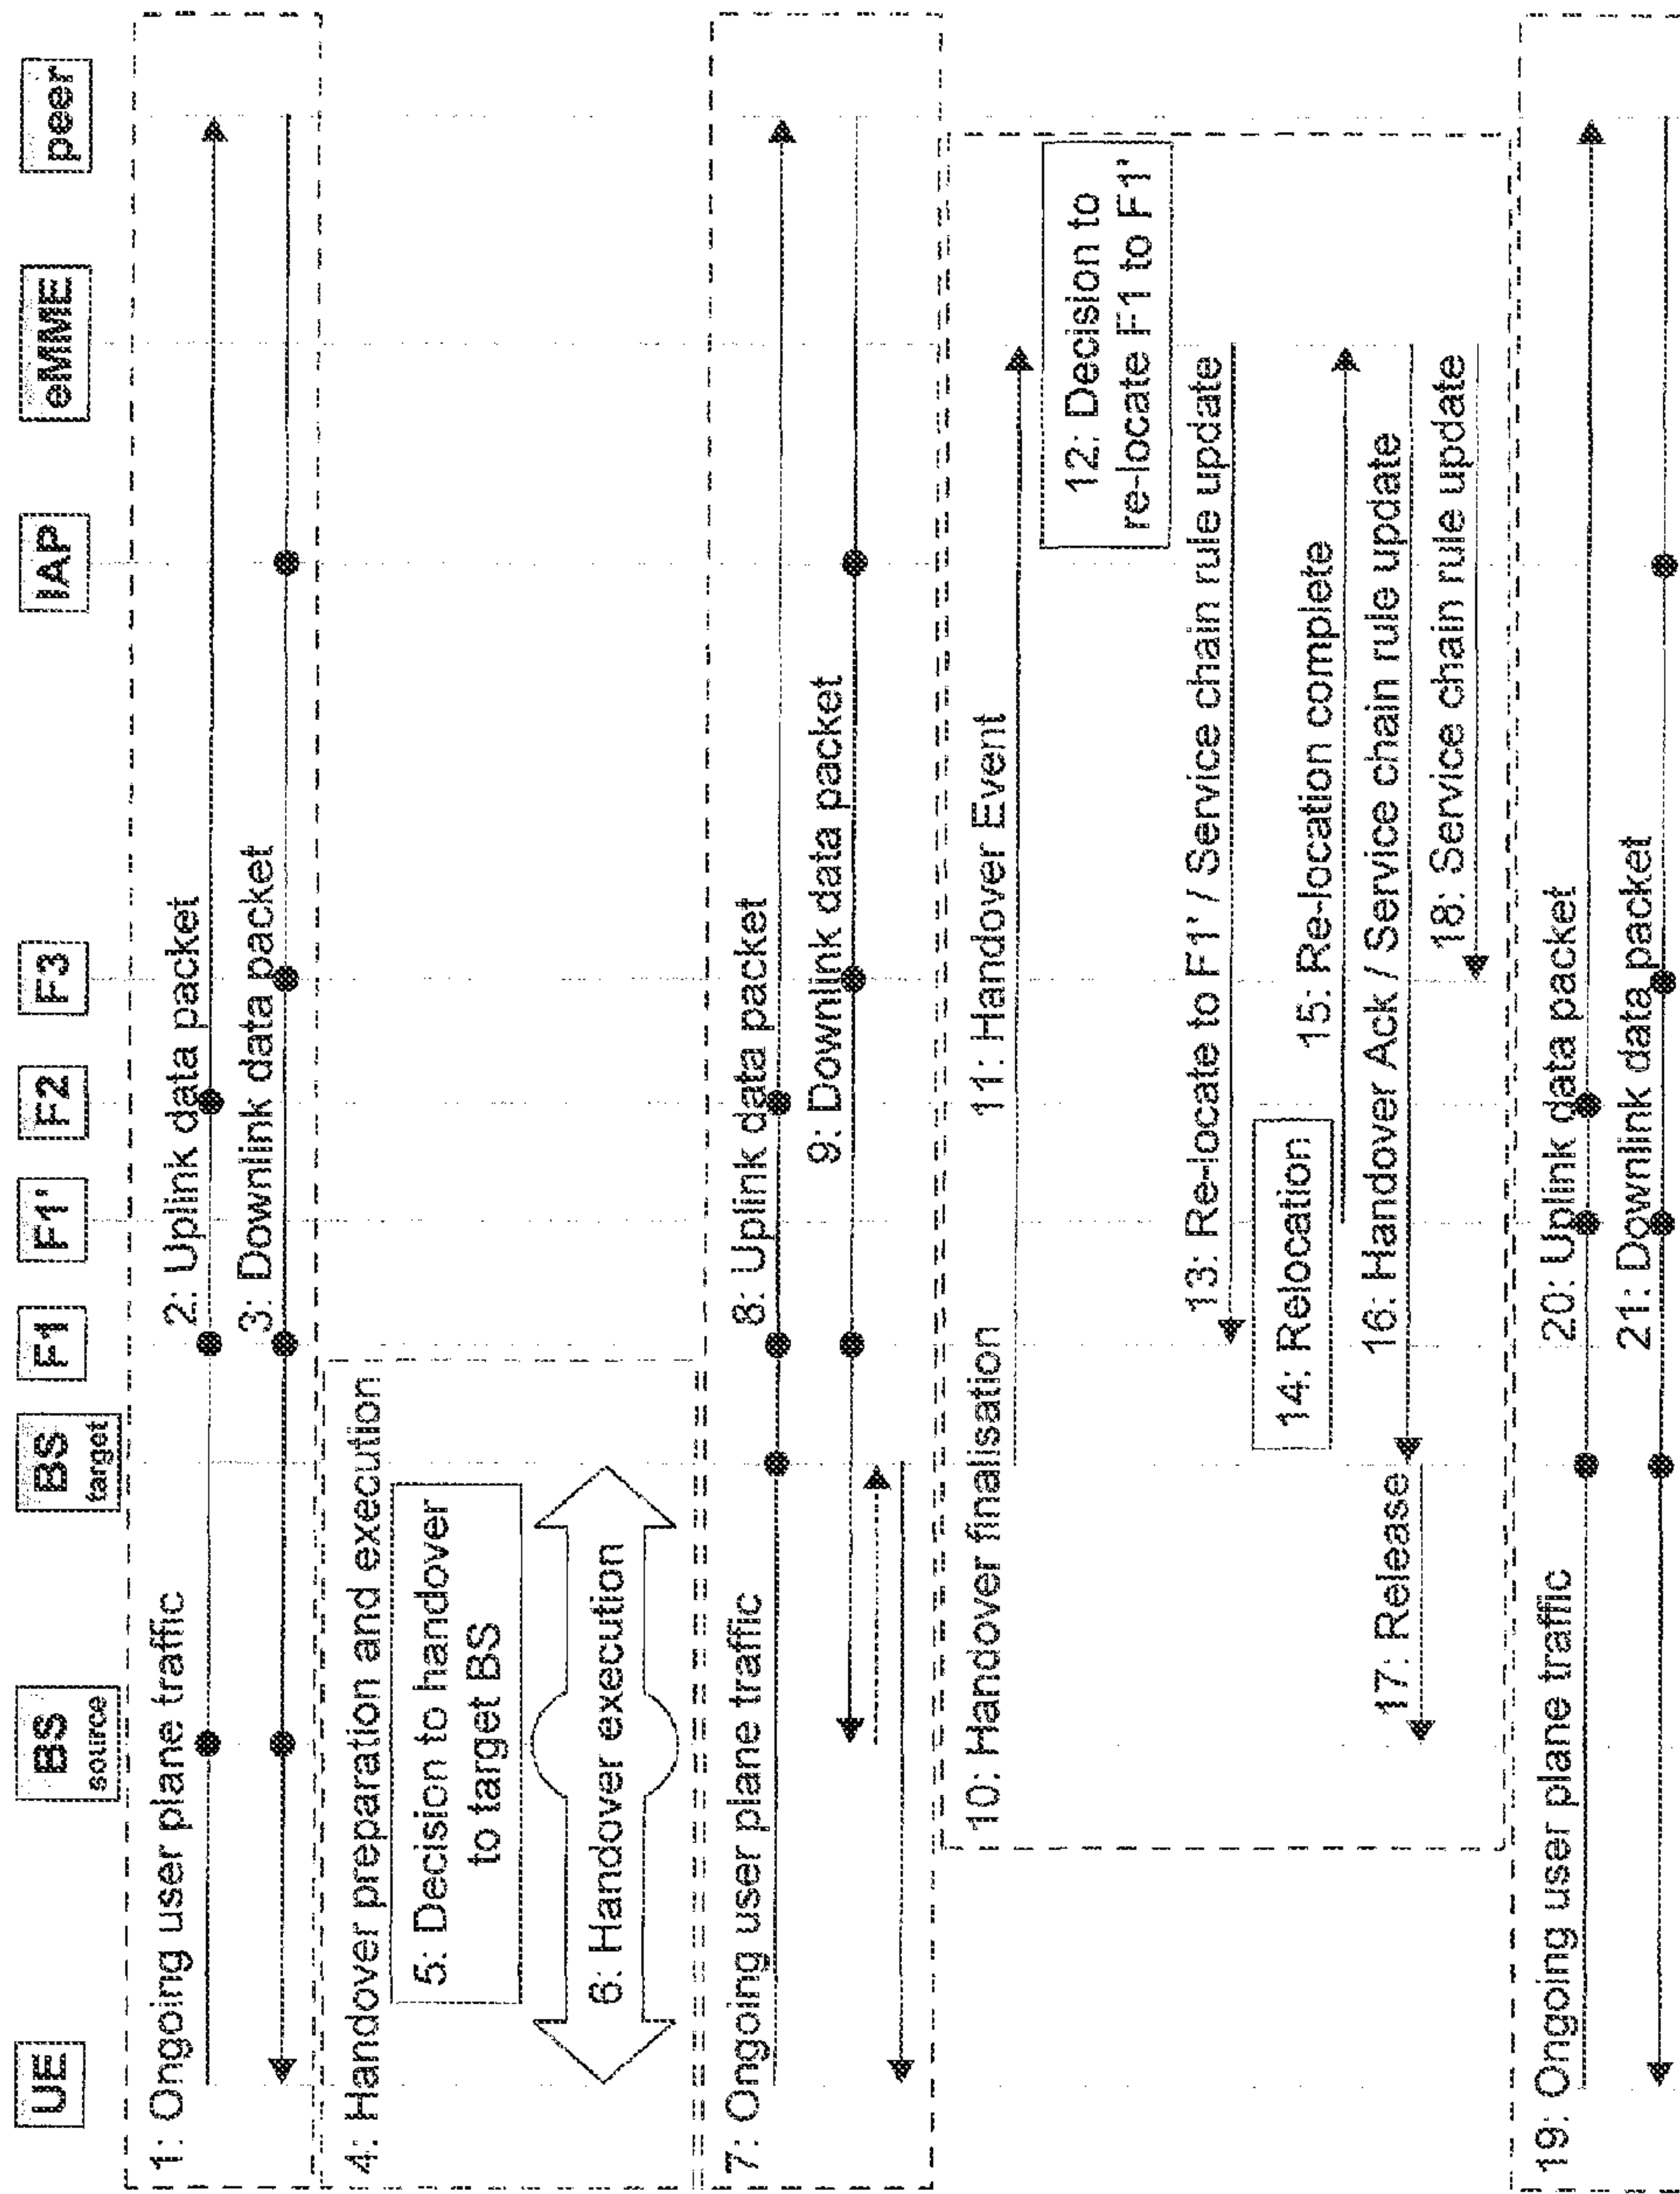 UE
BS
source
BS
target
F1
F1'
F2
F3
IAP
eMME
peer
1: Ongoing user plane traffic
2: Uplink data packet
3: Downlink data packet
4: Handover preparation and execution
5: Decision to handover
to target BS
6: Handover execution
7: Ongoing user plane traffic
8: Uplink data packet
9: Downlink data packet
10: Handover finalisation
11: Handover Event
12: Decision to
re-locate F1 to F1'
13: Re-locate to F1' / Service chain rule update
14: Relocation
15: Re-location complete
16: Handover Ack / Service chain rule update
17: Release
18: Service chain rule update
19: Ongoing user plane traffic
20: Uplink data packet
21: Downlink data packet